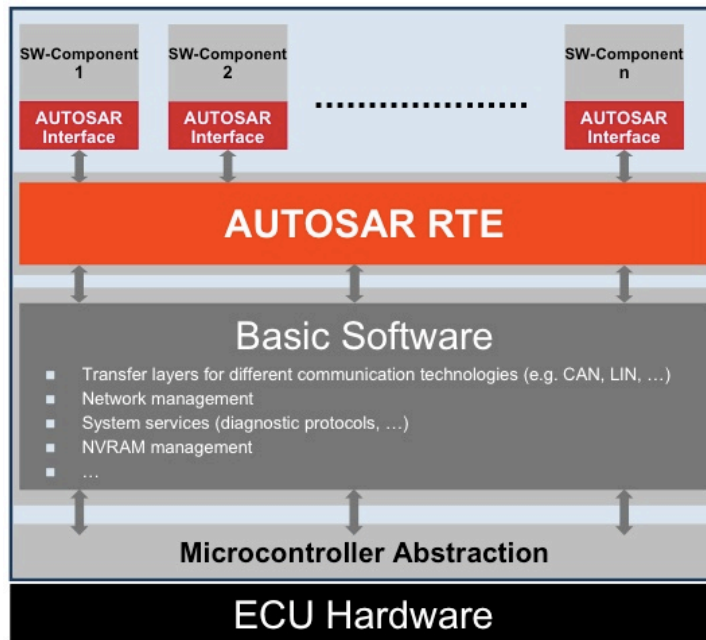 SW-Component
1
SW-Component
2
SW-Component
n
AUTOSAR
Interface
AUTOSAR
Interface
AUTOSAR
Interface
AUTOSAR RTE
Basic Software
Transfer layers for different communication technologies (e.g. CAN, LIN, …)
Network management
System services (diagnostic protocols, …)
NVRAM management
…
Microcontroller Abstraction
ECU Hardware